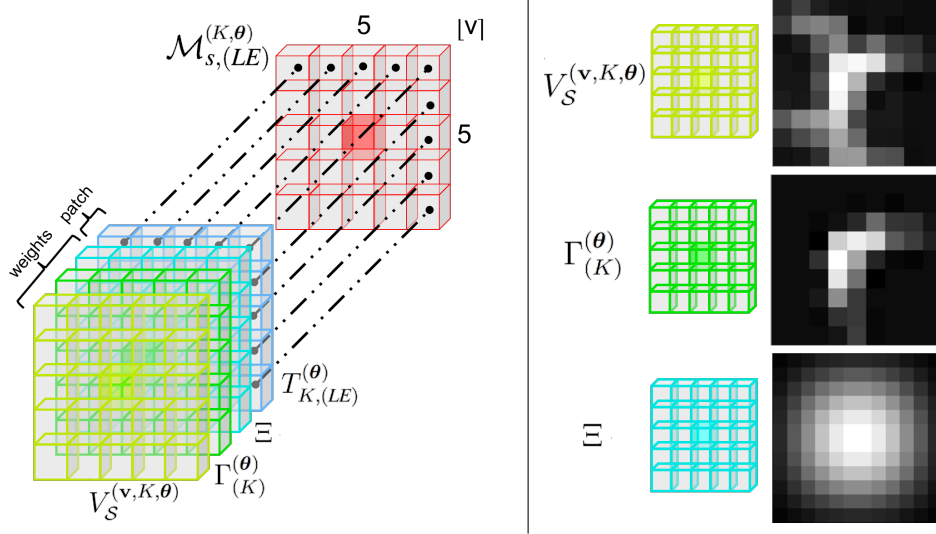 𝓜_{s,(LE)}^{(K,𝜽)}
5
⌊v⌉
5
patch
weights
T_{K,(LE)}^{(𝜽)}
Ξ
Γ_{(K)}^{(𝜽)}
V_𝒮^{(𝐯,K,𝜽)}
V_𝒮^{(𝐯,K,𝜽)}
Γ_{(K)}^{(𝜽)}
Ξ